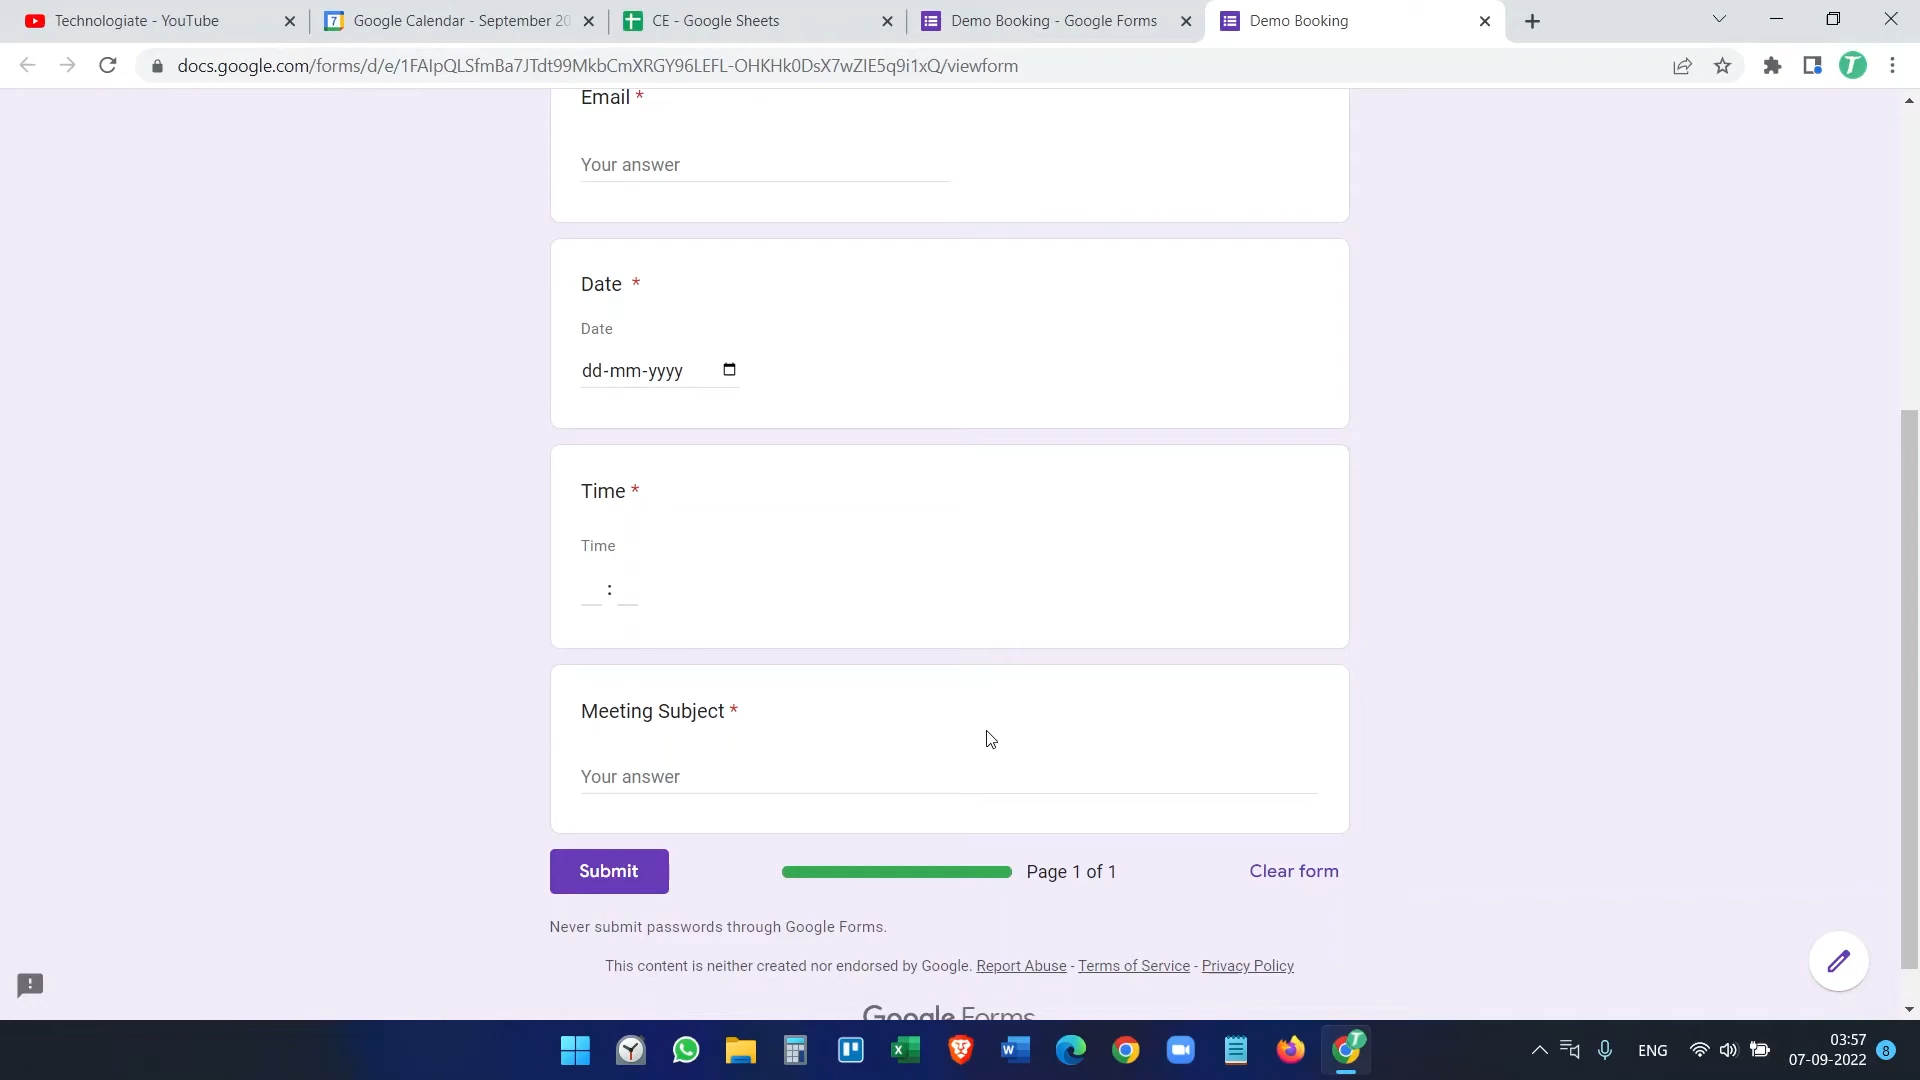 Technologiate - YouTube
Google Calendar - September 20
CE - Google Sheets
Demo Booking - Google Forms
Demo Booking
docs.google.com/forms/d/e/1FAIpQLSfmBa7JTdt99MkbCmXRGY96LEFL-OHKHk0DsX7wZIE5q9i1xQ/viewform
Email *
Your answer
Date *
Date
dd-mm-yyyy
Time *
Time
:
Meeting Subject *
Your answer
Submit
Page 1 of 1
Clear form
Never submit passwords through Google Forms.
This content is neither created nor endorsed by Google. Report Abuse - Terms of Service - Privacy Policy
Google Forms
ENG
03:57
07-09-2022
8